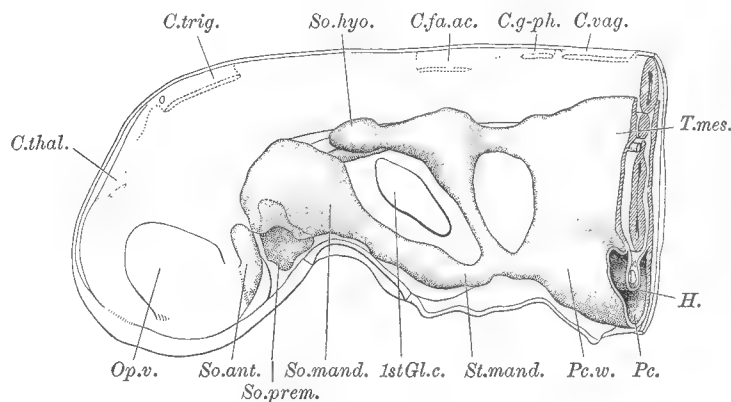 C.trig. So.hyo. C.fa.ac. C.g-ph. C.vag.
C.thal. T.mes.
H.
Op.v. So.ant. So.mand. 1stGl.c. St.mand. Pc.w. Pc.
So.prem.